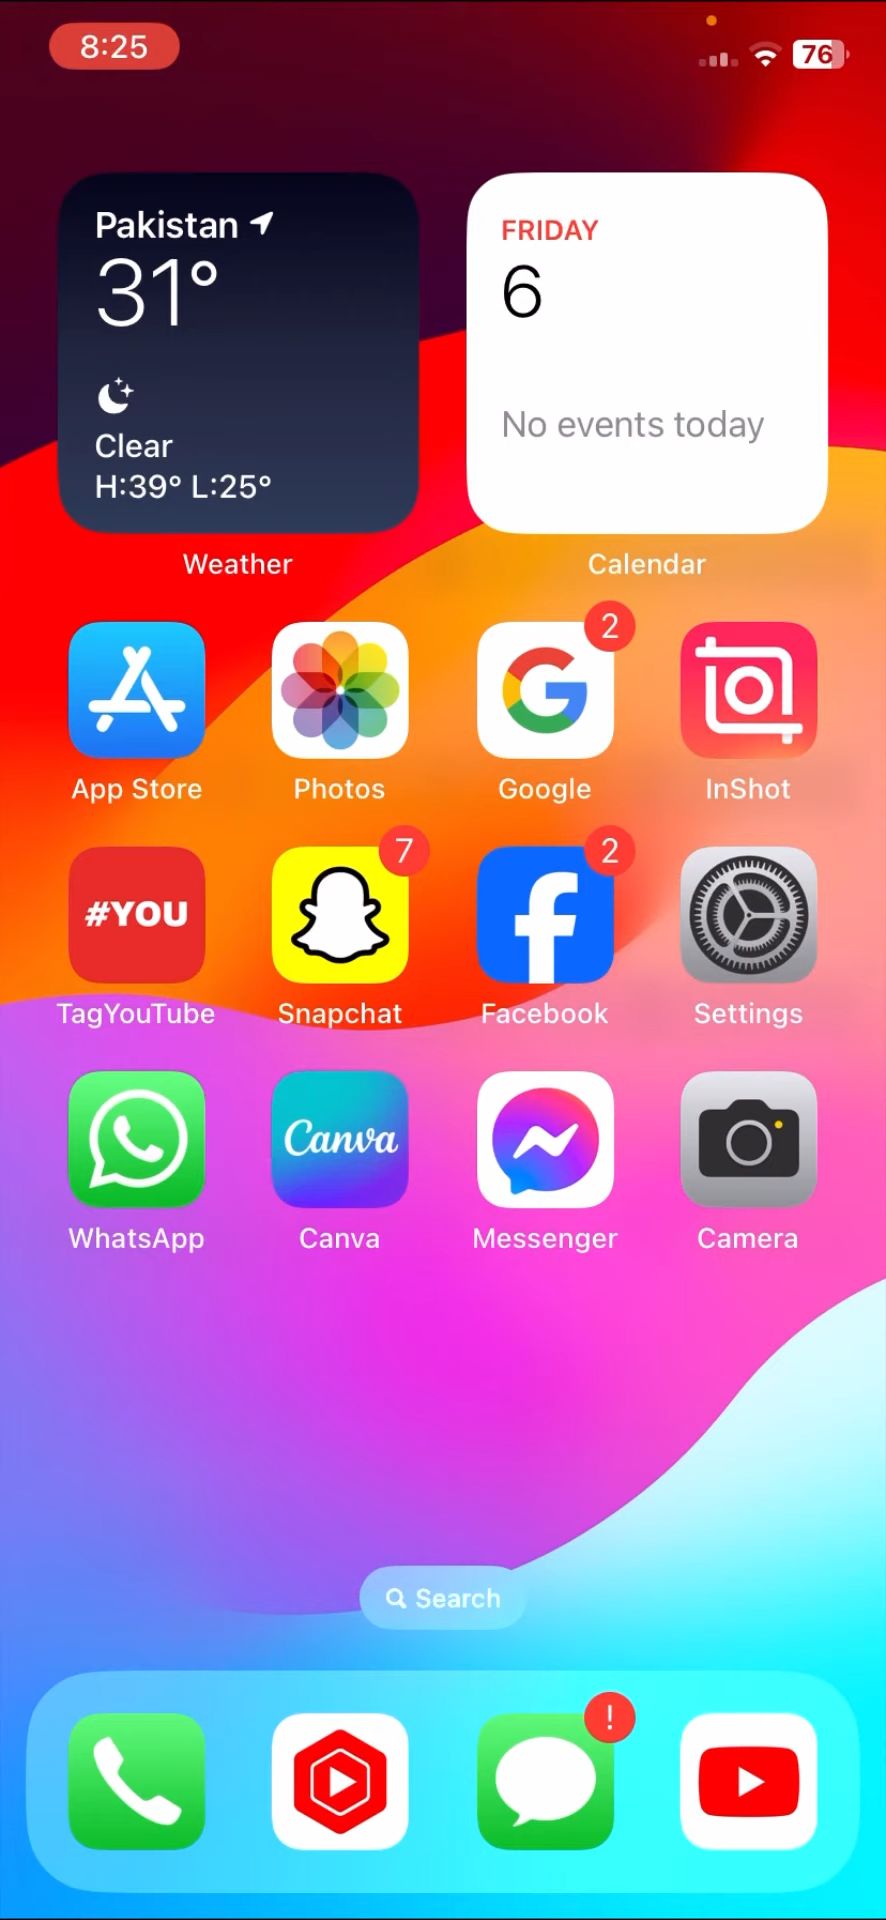 8:25
76
Pakistan
31°
Clear
H:39° L:25°
Weather
FRIDAY
6
No events today
Calendar
App Store
Photos
2
Google
InShot
#YOU
TagYouTube
7
Snapchat
2
Facebook
Settings
WhatsApp
Canva
Canva
Messenger
Camera
Search
!